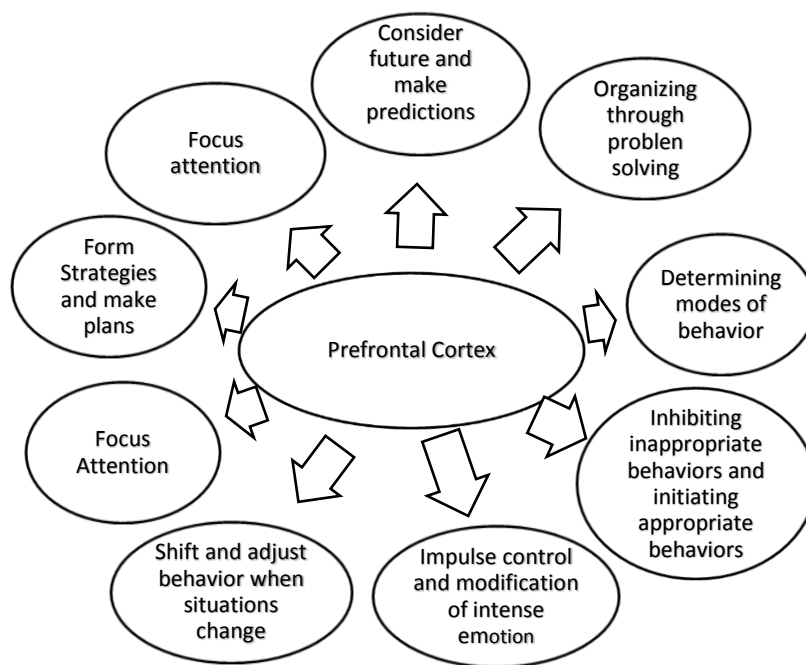 Consider
future and
make
predictions
Organizing
through
problen
solving
Focus
attention
Form
Strategies
and make
plans
Determining
modes of
behavior
Prefrontal Cortex
Focus
Attention
Inhibiting
inappropriate
behaviors and
initiating
appropriate
behaviors
Shift and adjust
behavior when
situations
change
Impulse control
and modification
of intense
emotion